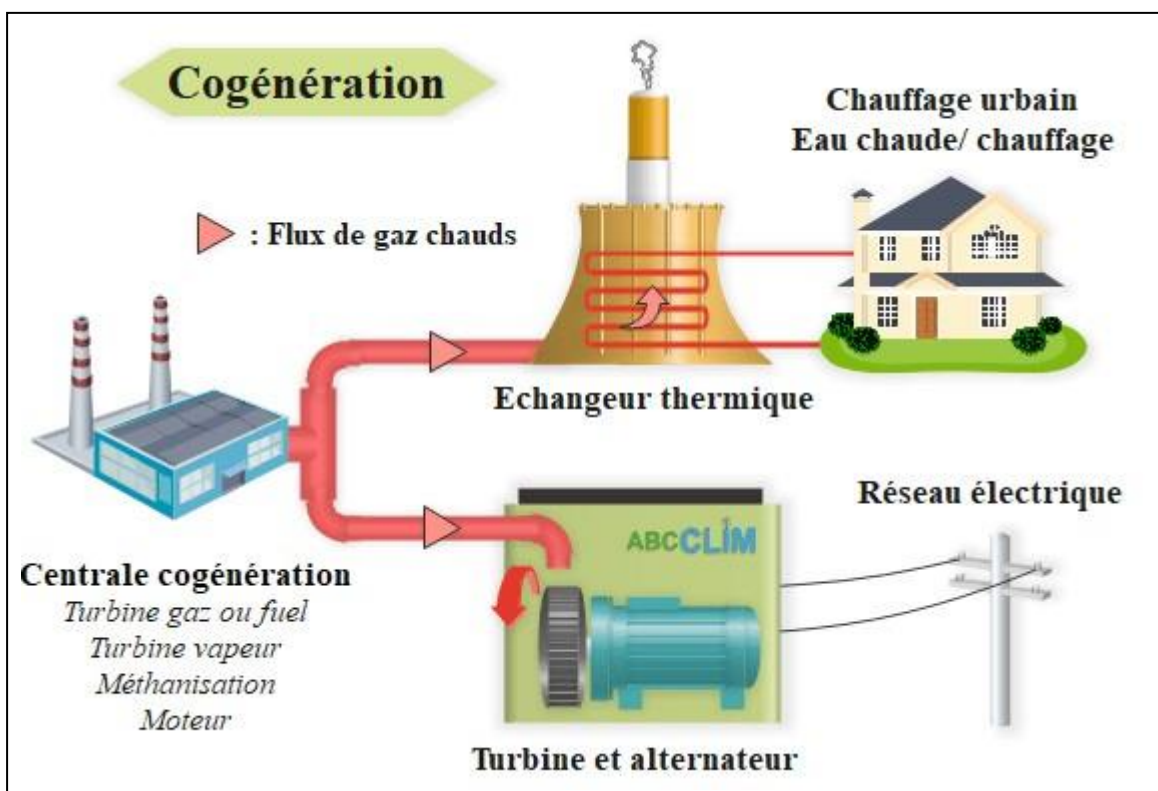 Cogénération
Chauffage urbain
Eau chaude/ chauffage
: Flux de gaz chauds
Echangeur thermique
Réseau électrique
ABCCLIM
Centrale cogénération
Turbine gaz ou fuel
Turbine vapeur
Méthanisation
Moteur
Turbine et alternateur